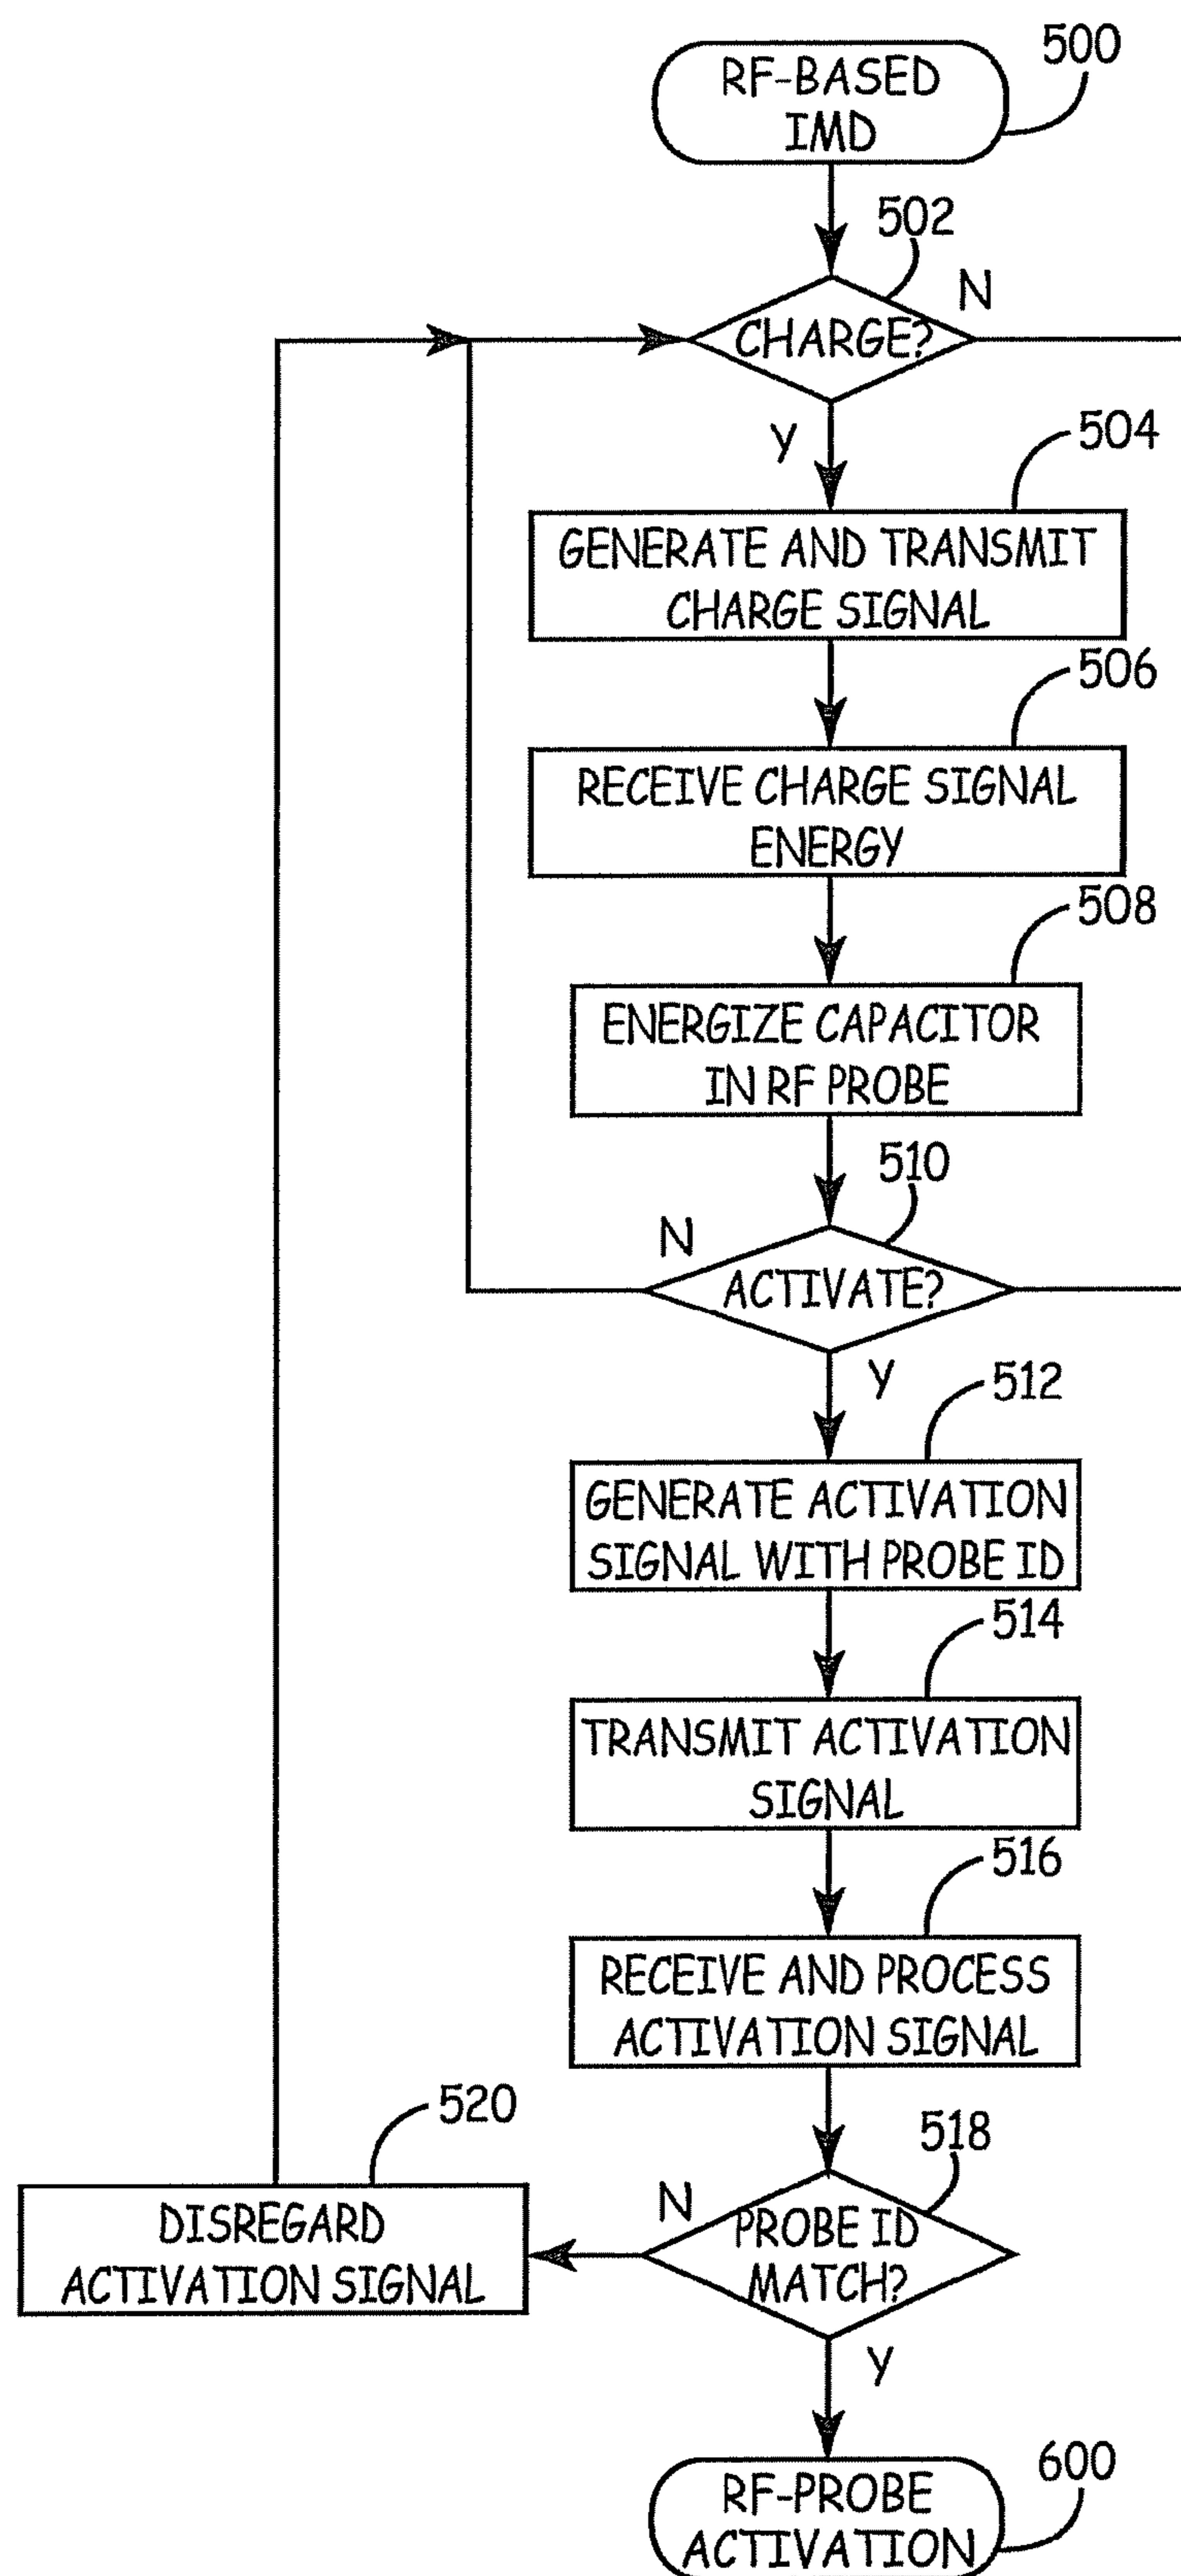 500
RF-BASED
IMD
502
N
CHARGE?
Y
504
GENERATE AND TRANSMIT
CHARGE SIGNAL
506
RECEIVE CHARGE SIGNAL
ENERGY
508
ENERGIZE CAPACITOR
IN RF PROBE
510
N
ACTIVATE?
Y
512
GENERATE ACTIVATION
SIGNAL WITH PROBE ID
514
TRANSMIT ACTIVATION
SIGNAL
516
RECEIVE AND PROCESS
ACTIVATION SIGNAL
520
518
N
DISREGARD
ACTIVATION SIGNAL
PROBE ID
MATCH?
Y
600
RF-PROBE
ACTIVATION